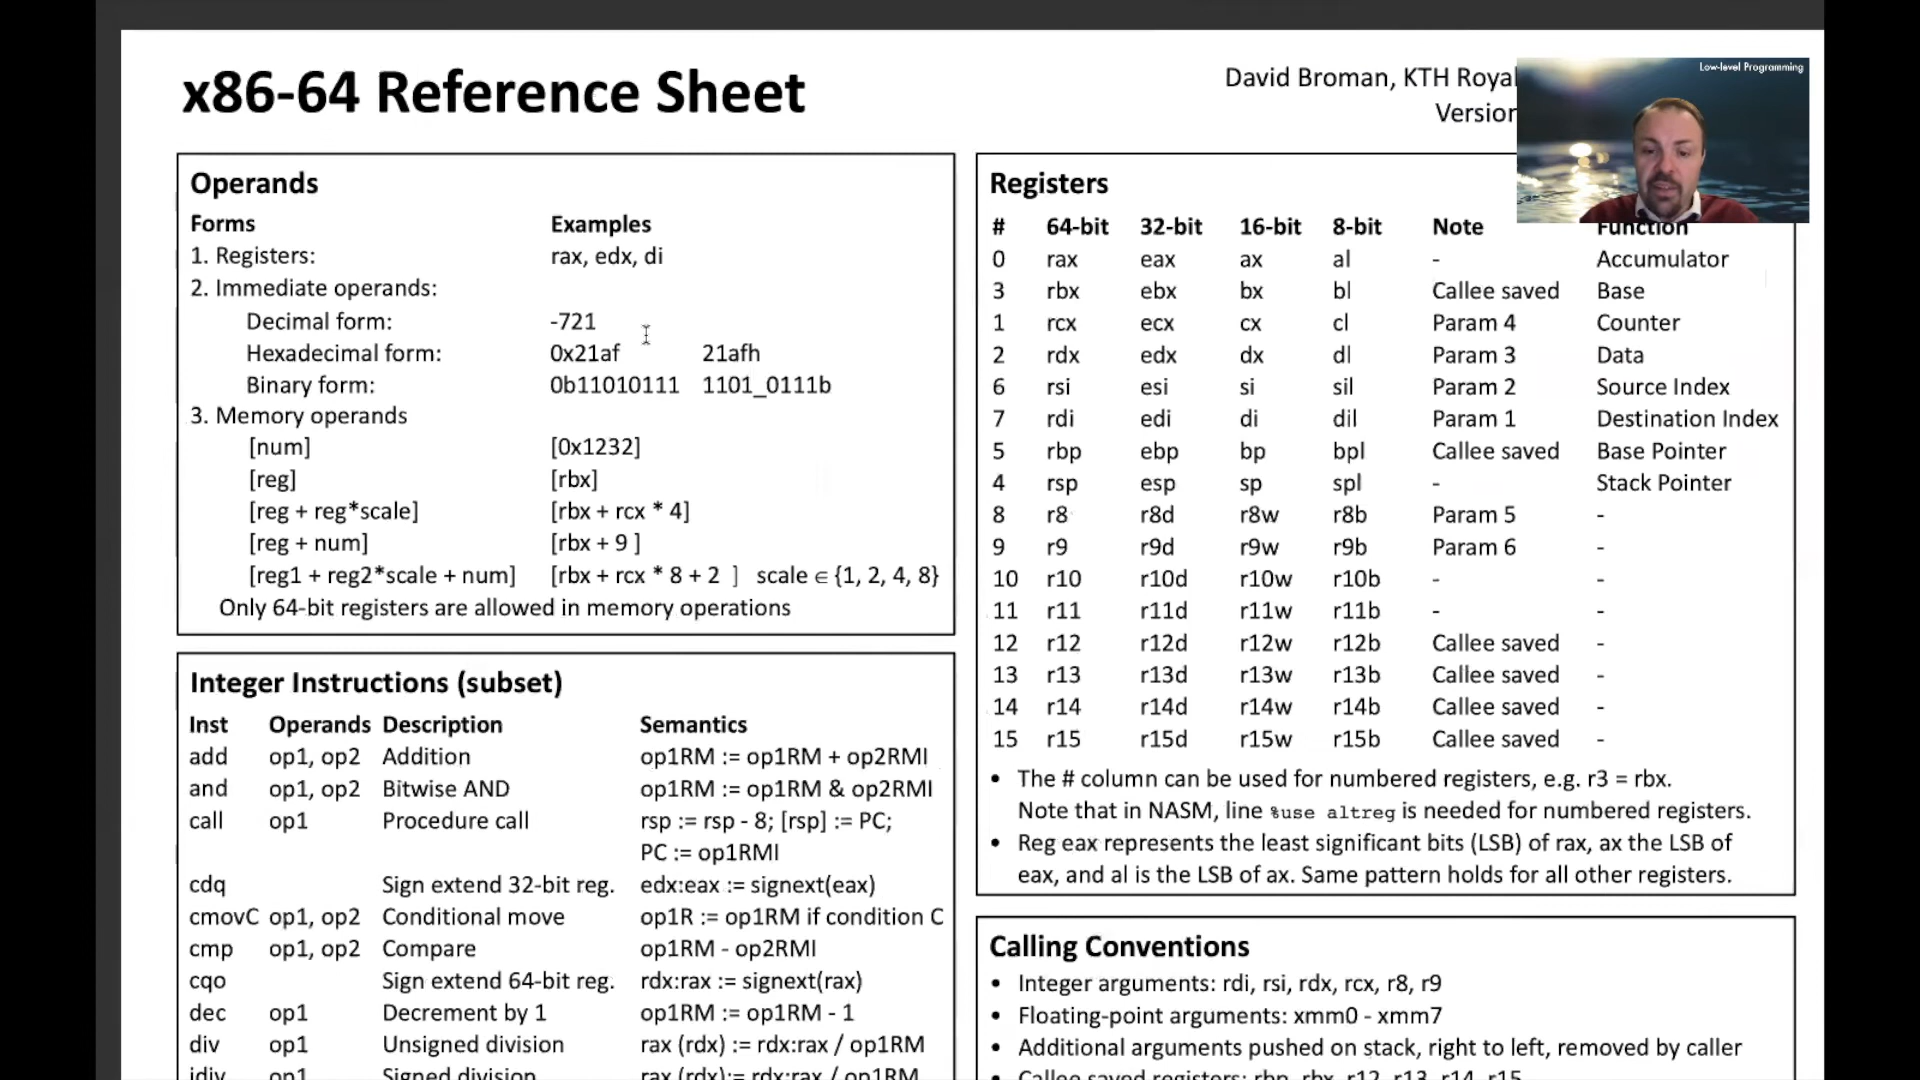 x86-64 Reference Sheet
David Broman, KTH Royal
Version
Low-level Programming
Operands
Forms Examples
1. Registers: rax, edx, di
2. Immediate operands:
Decimal form: -721
Hexadecimal form: 0x21af 21afh
Binary form: 0b11010111 1101_0111b
3. Memory operands
[num] [0x1232]
[reg] [rbx]
[reg + reg*scale] [rbx + rcx * 4]
[reg + num] [rbx + 9 ]
[reg1 + reg2*scale + num] [rbx + rcx * 8 + 2 ] scale ∈ {1, 2, 4, 8}
Only 64-bit registers are allowed in memory operations
Integer Instructions (subset)
Inst Operands Description Semantics
add op1, op2 Addition op1RM := op1RM + op2RMI
and op1, op2 Bitwise AND op1RM := op1RM & op2RMI
call op1 Procedure call rsp := rsp - 8; [rsp] := PC;
PC := op1RMI
cdq Sign extend 32-bit reg. edx:eax := signext(eax)
cmovC op1, op2 Conditional move op1R := op1RM if condition C
cmp op1, op2 Compare op1RM - op2RMI
cqo Sign extend 64-bit reg. rdx:rax := signext(rax)
dec op1 Decrement by 1 op1RM := op1RM - 1
div op1 Unsigned division rax (rdx) := rdx:rax / op1RM
idiv op1 Signed division rax (rdx):= rdx:rax / op1RM
Registers
# 64-bit 32-bit 16-bit 8-bit Note Function
0 rax eax ax al - Accumulator
3 rbx ebx bx bl Callee saved Base
1 rcx ecx cx cl Param 4 Counter
2 rdx edx dx dl Param 3 Data
6 rsi esi si sil Param 2 Source Index
7 rdi edi di dil Param 1 Destination Index
5 rbp ebp bp bpl Callee saved Base Pointer
4 rsp esp sp spl - Stack Pointer
8 r8 r8d r8w r8b Param 5 -
9 r9 r9d r9w r9b Param 6 -
10 r10 r10d r10w r10b - -
11 r11 r11d r11w r11b - -
12 r12 r12d r12w r12b Callee saved -
13 r13 r13d r13w r13b Callee saved -
14 r14 r14d r14w r14b Callee saved -
15 r15 r15d r15w r15b Callee saved -
• The # column can be used for numbered registers, e.g. r3 = rbx.
Note that in NASM, line %use altreg is needed for numbered registers.
• Reg eax represents the least significant bits (LSB) of rax, ax the LSB of
eax, and al is the LSB of ax. Same pattern holds for all other registers.
Calling Conventions
• Integer arguments: rdi, rsi, rdx, rcx, r8, r9
• Floating-point arguments: xmm0 - xmm7
• Additional arguments pushed on stack, right to left, removed by caller
• Callee saved registers: rbp, rbx, r12, r13, r14, r15